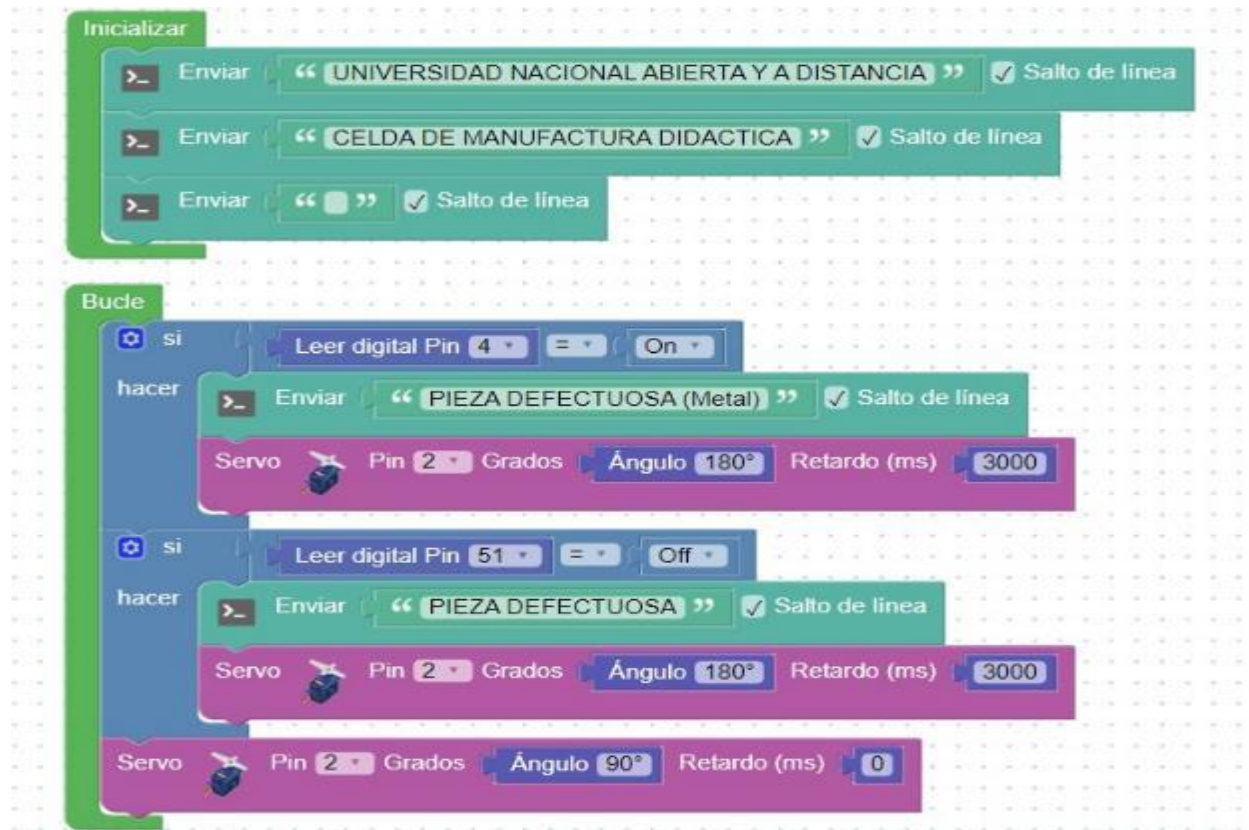 Inicializar
Enviar “ UNIVERSIDAD NACIONAL ABIERTA Y A DISTANCIA ” Salto de línea
Enviar “ CELDA DE MANUFACTURA DIDACTICA ” Salto de línea
Enviar “ ” Salto de línea
Bucle
si Leer digital Pin 4 = On
hacer Enviar “ PIEZA DEFECTUOSA (Metal) ” Salto de línea
Servo Pin 2 Grados Ángulo 180° Retardo (ms) 3000
si Leer digital Pin 51 = Off
hacer Enviar “ PIEZA DEFECTUOSA ” Salto de línea
Servo Pin 2 Grados Ángulo 180° Retardo (ms) 3000
Servo Pin 2 Grados Ángulo 90° Retardo (ms) 0